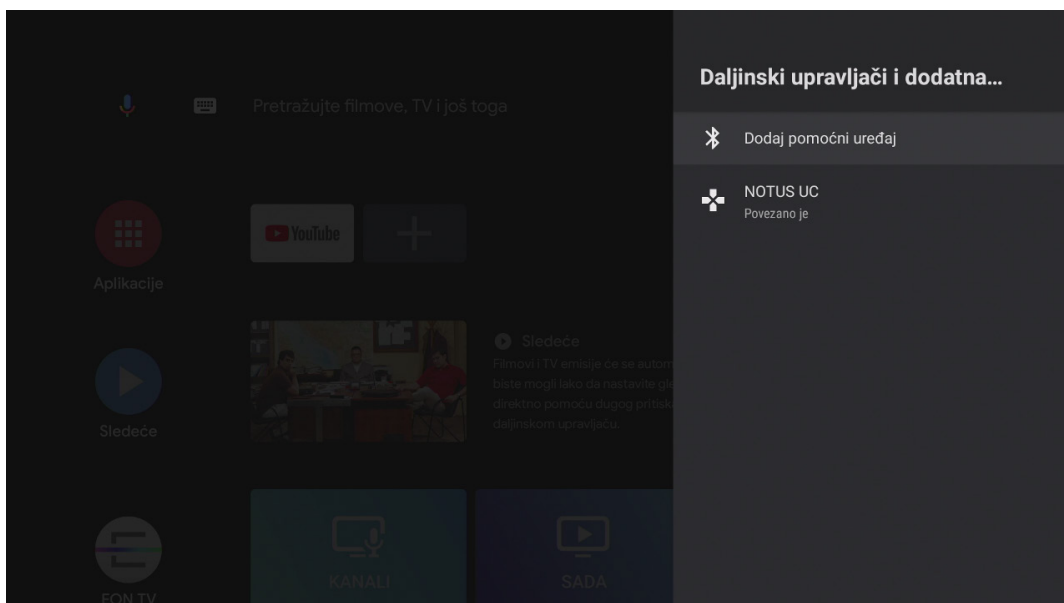 Pretražujte filmove, TV i još toga
Aplikacije
YouTube
Sledeće
Sledeće
Filmovi i TV emisije će se autom
biste mogli lako da nastavite gle
direktno pomoću dugog pritisk
daljinskom upravljaču.
EON TV
KANALI
SADA
Daljinski upravljači i dodatna...
Dodaj pomoćni uređaj
NOTUS UC
Povezano je